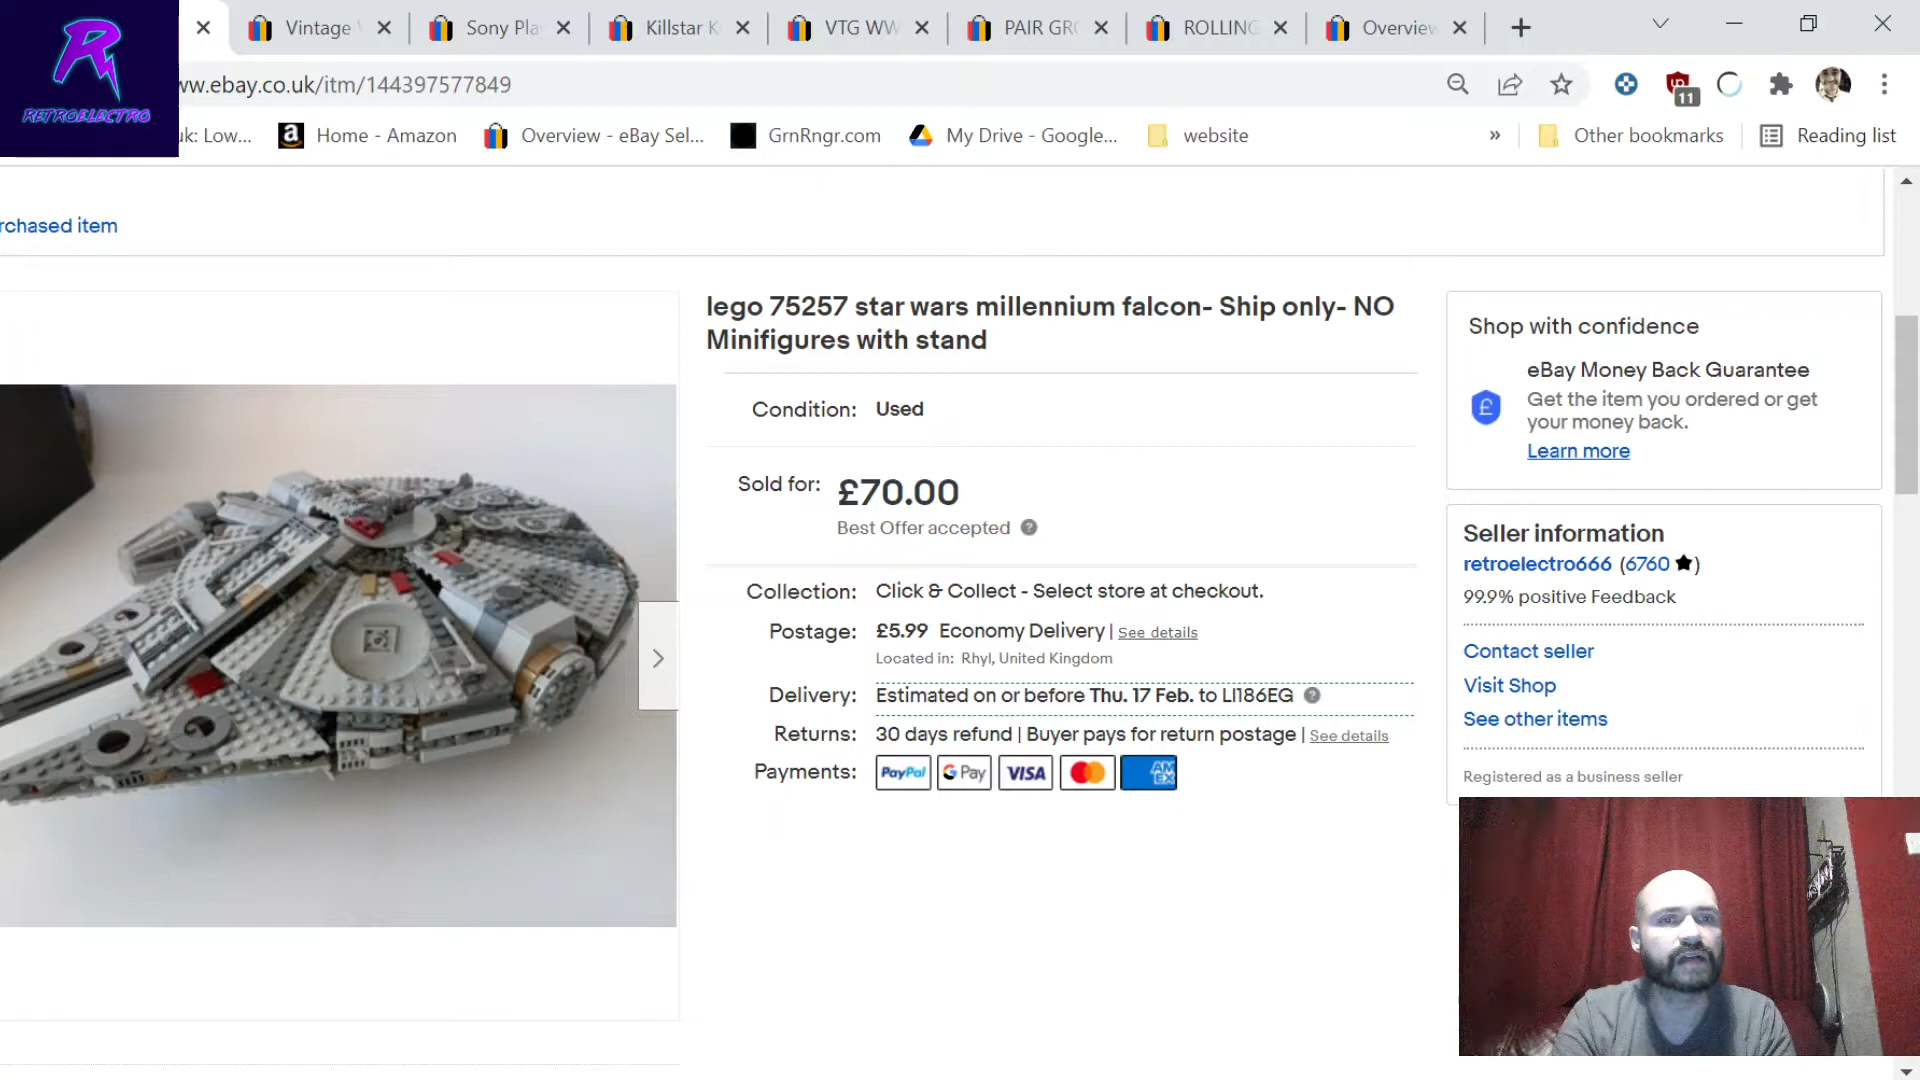 Vintage
Sony Pla
Killstar K
VTG WW
PAIR GR
ROLLING
Overview
R
RETROELECTRO
ww.ebay.co.uk/itm/144397577849
11
uk: Low...
a
Home - Amazon
Overview - eBay Sel...
GrnRngr.com
My Drive - Google...
website
»
Other bookmarks
Reading list
rchased item
lego 75257 star wars millennium falcon- Ship only- NO
Minifigures with stand
Condition: Used
Sold for: £70.00
Best Offer accepted
Collection: Click & Collect - Select store at checkout.
Postage: £5.99 Economy Delivery | See details
Located in: Rhyl, United Kingdom
Delivery: Estimated on or before Thu. 17 Feb. to Ll186EG
Returns: 30 days refund | Buyer pays for return postage | See details
Payments: PayPal G Pay VISA AM EX
Shop with confidence
eBay Money Back Guarantee
£
Get the item you ordered or get
your money back.
Learn more
Seller information
retroelectro666 (6760 ★)
99.9% positive Feedback
Contact seller
Visit Shop
See other items
Registered as a business seller